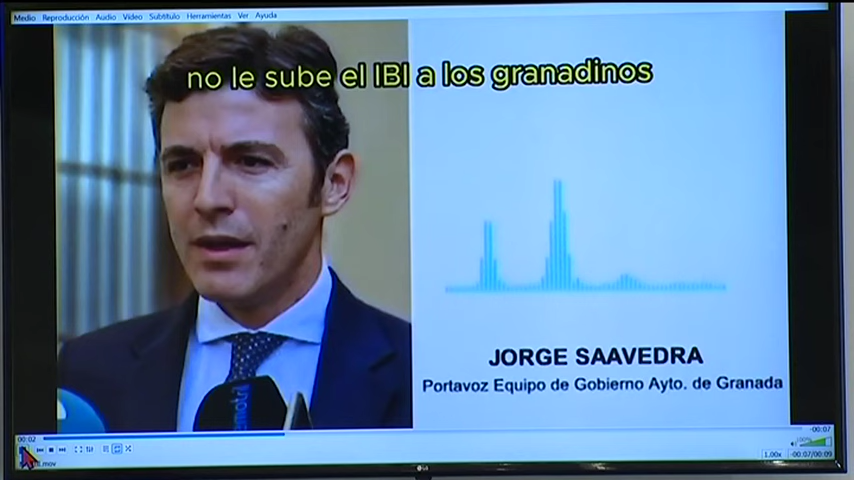 Medio Reproducción Audio Vídeo Subtítulo Herramientas Ver Ayuda
no le sube el IBI a los granadinos
JORGE SAAVEDRA
Portavoz Equipo de Gobierno Ayto. de Granada
00:02
-00:07
1.00x
-00:07/00:09
LG